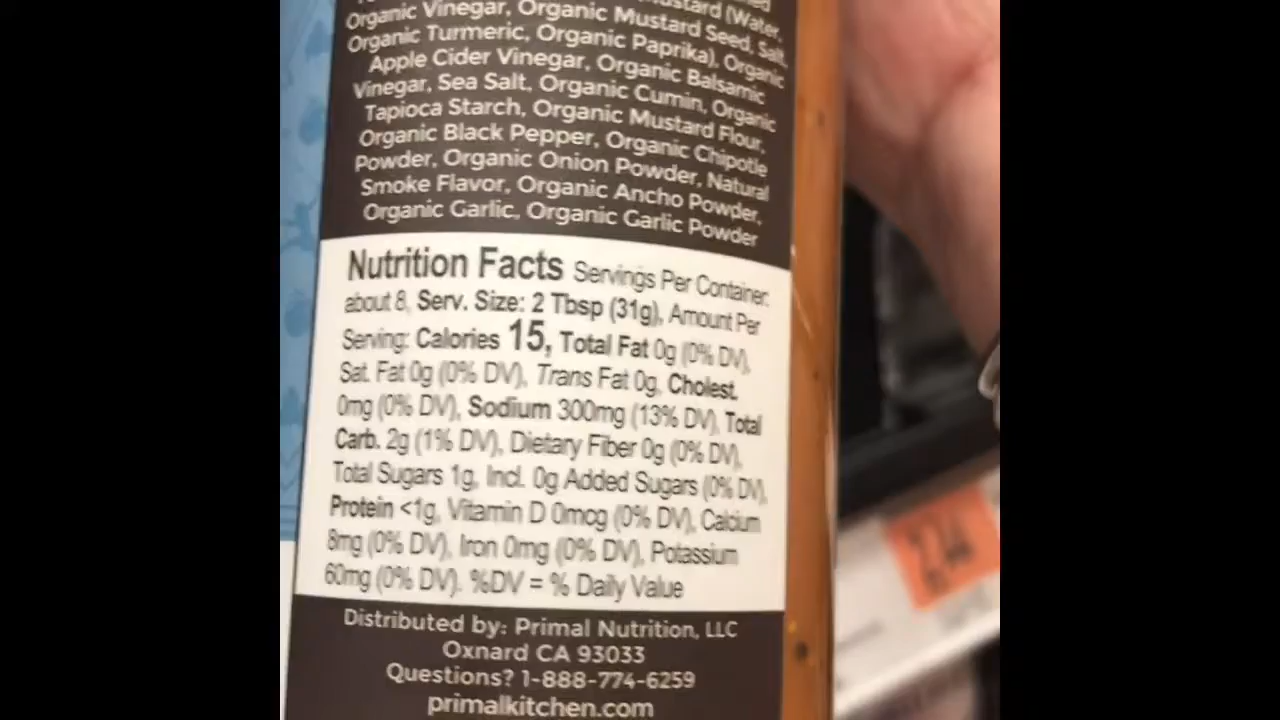 ustard (Water,
Organic Vinegar, Organic Mustard Seed, Salt,
Organic Turmeric, Organic Paprika), Organic
Apple Cider Vinegar, Organic Balsamic
Vinegar, Sea Salt, Organic Cumin, Organic
Tapioca Starch, Organic Mustard Flour,
Organic Black Pepper, Organic Chipotle
Powder, Organic Onion Powder, Natural
Smoke Flavor, Organic Ancho Powder,
Organic Garlic, Organic Garlic Powder
Nutrition Facts Servings Per Container:
about 8, Serv. Size: 2 Tbsp (31g), Amount Per
Serving: Calories 15, Total Fat 0g (0% DV),
Sat. Fat 0g (0% DV), Trans Fat 0g, Cholest.
0mg (0% DV), Sodium 300mg (13% DV), Total
Carb. 2g (1% DV), Dietary Fiber 0g (0% DV),
Total Sugars 1g, Incl. 0g Added Sugars (0% DV),
Protein <1g, Vitamin D 0mcg (0% DV), Calcium
8mg (0% DV), Iron 0mg (0% DV), Potassium
60mg (0% DV). %DV = % Daily Value
Distributed by: Primal Nutrition, LLC
Oxnard CA 93033
Questions? 1-888-774-6259
primalkitchen.com